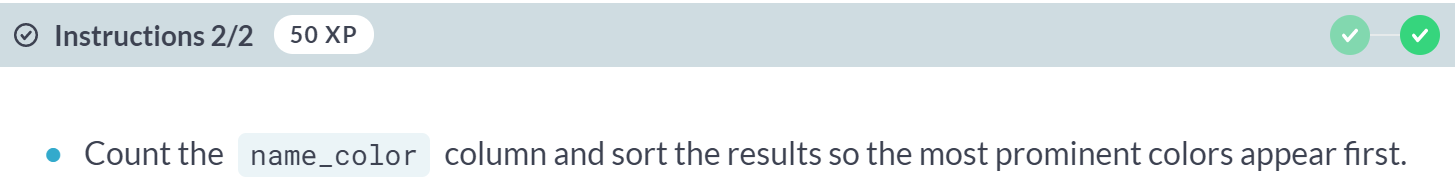 Instructions 2/2 50 XP
Count the name_color column and sort the results so the most prominent colors appear first.